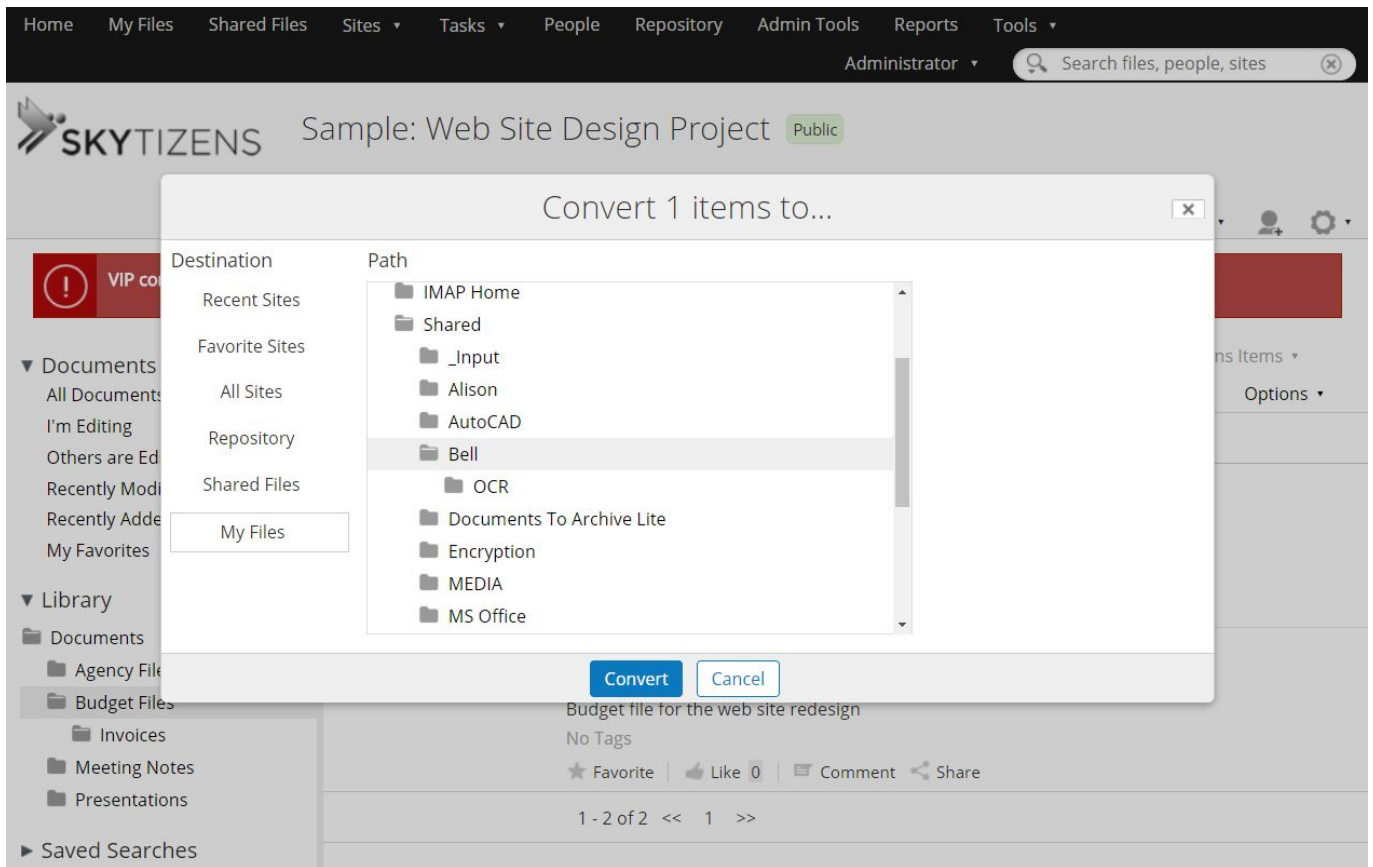 Home My Files Shared Files Sites Tasks People Repository Admin Tools Reports Tools
Administrator Search files, people, sites
SKYTIZENS Sample: Web Site Design Project Public
Convert 1 items to...
VIP
Destination Path
Recent Sites
Favorite Sites
All Sites
Repository
Shared Files
My Files
IMAP Home
Shared
_Input
Alison
AutoCAD
Bell
OCR
Documents To Archive Lite
Encryption
MEDIA
MS Office
Convert Cancel
Items
Options
Documents
All Documents
I'm Editing
Others are Ed
Recently Modi
Recently Adde
My Favorites
Library
Documents
Agency File
Budget Files
Invoices
Meeting Notes
Presentations
Saved Searches
Budget file for the web site redesign
No Tags
Favorite Like 0 Comment Share
1 - 2 of 2 << 1 >>